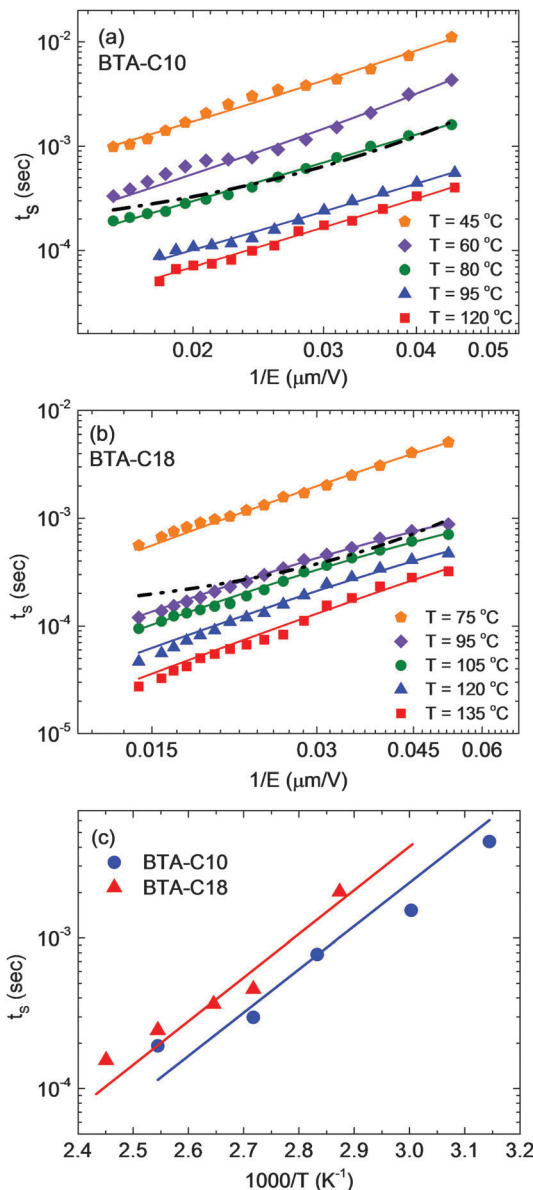 (a)
BTA-C10
10⁻²
10⁻³
10⁻⁴
tₛ (sec)
T = 45 °C
T = 60 °C
T = 80 °C
T = 95 °C
T = 120 °C
0.02 0.03 0.04 0.05
1/E (μm/V)
(b)
BTA-C18
10⁻²
10⁻³
10⁻⁴
10⁻⁵
tₛ (sec)
T = 75 °C
T = 95 °C
T = 105 °C
T = 120 °C
T = 135 °C
0.015 0.03 0.045 0.06
1/E (μm/V)
(c)
BTA-C10
BTA-C18
10⁻³
10⁻⁴
tₛ (sec)
2.4 2.5 2.6 2.7 2.8 2.9 3.0 3.1 3.2
1000/T (K⁻¹)